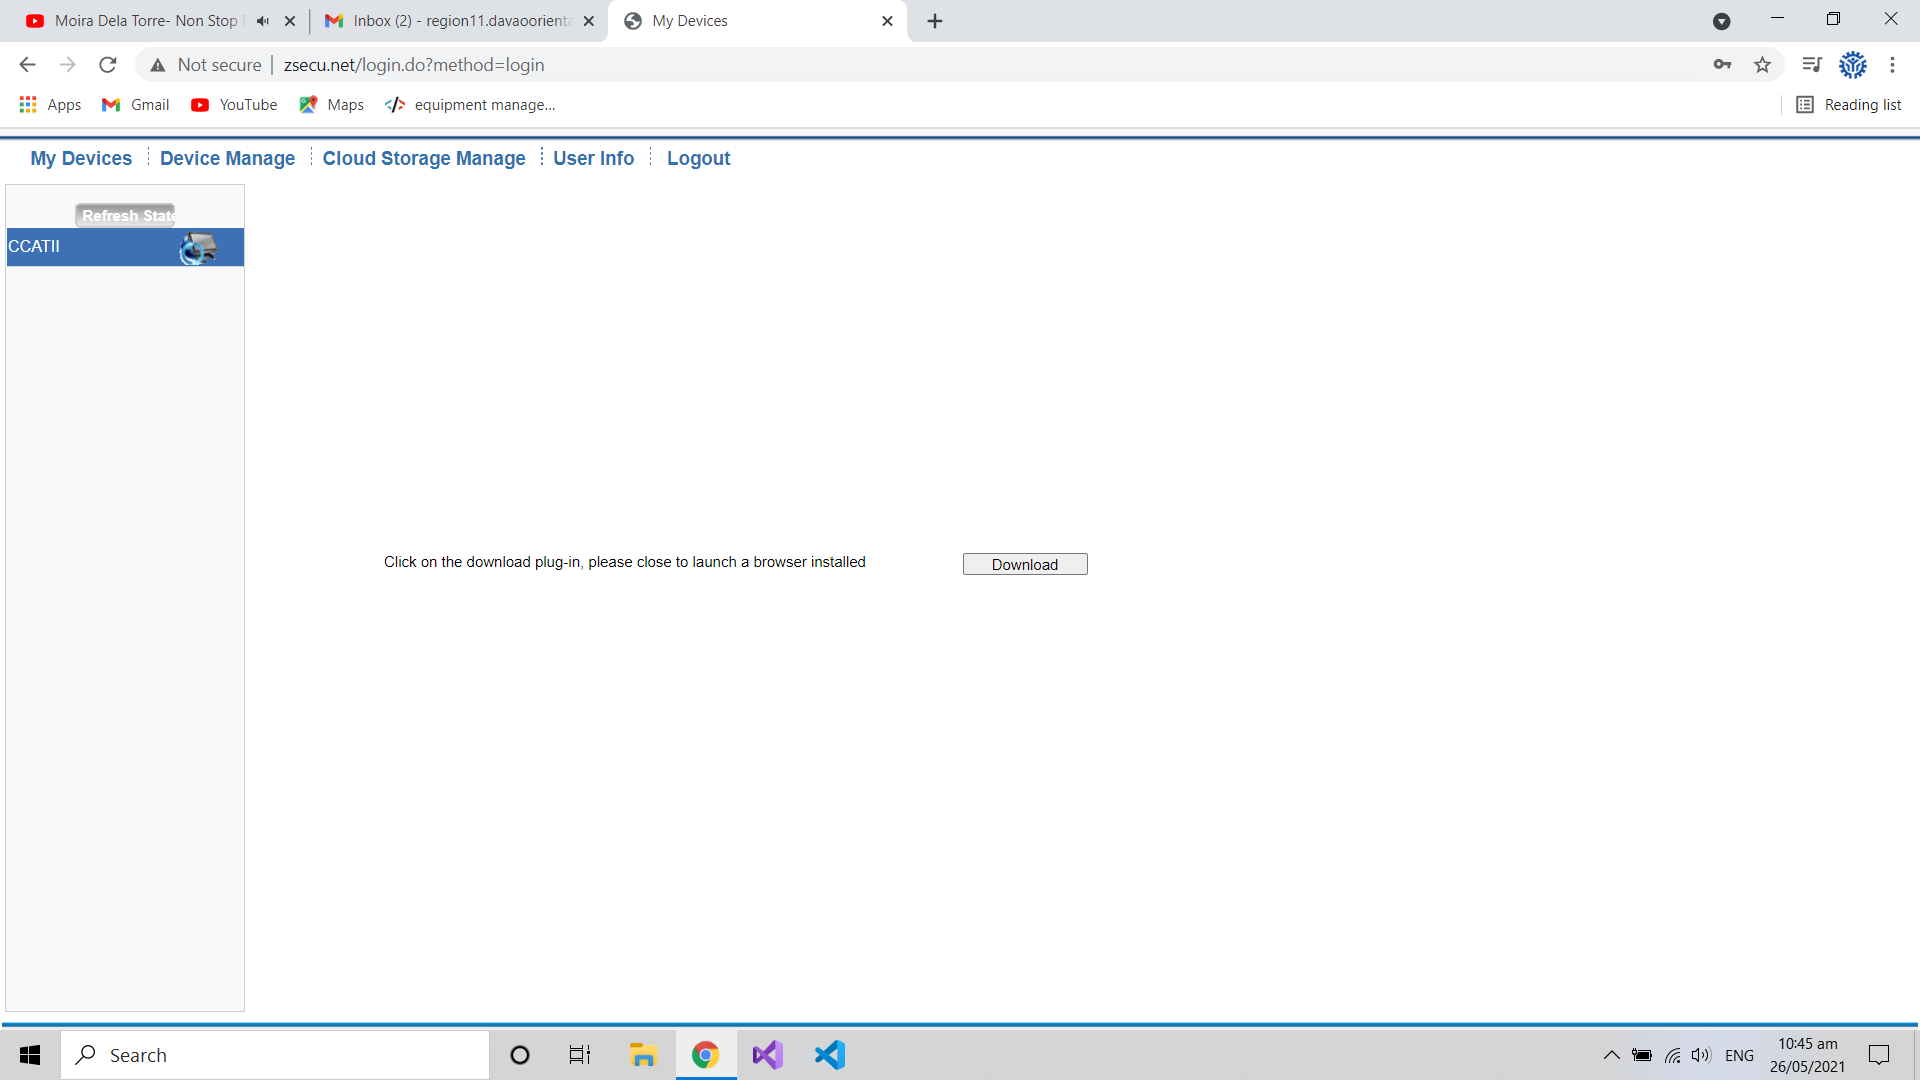 Moira Dela Torre- Non Stop
Inbox (2) - region11.davaoorienta
My Devices
Not secure
zsecu.net/login.do?method=login
Apps
Gmail
YouTube
Maps
equipment manage...
Reading list
My Devices
Device Manage
Cloud Storage Manage
User Info
Logout
Refresh State
CCATII
Click on the download plug-in, please close to launch a browser installed
Download
Search
ENG
10:45 am
26/05/2021